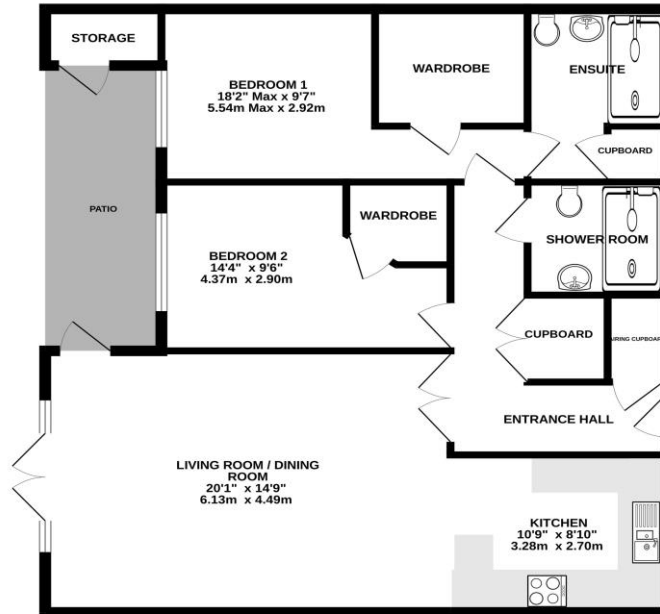 STORAGE
BEDROOM 1
18'2" Max x 9'7"
5.54m Max x 2.92m
WARDROBE
ENSUITE
CUPBOARD
PATIO
BEDROOM 2
14'4" x 9'6"
4.37m x 2.90m
WARDROBE
SHOWER ROOM
CUPBOARD
CUPBOAR
ENTRANCE HALL
LIVING ROOM / DINING
ROOM
20'1" x 14'9"
6.13m x 4.49m
KITCHEN
10'9" x 8'10"
3.28m x 2.70m